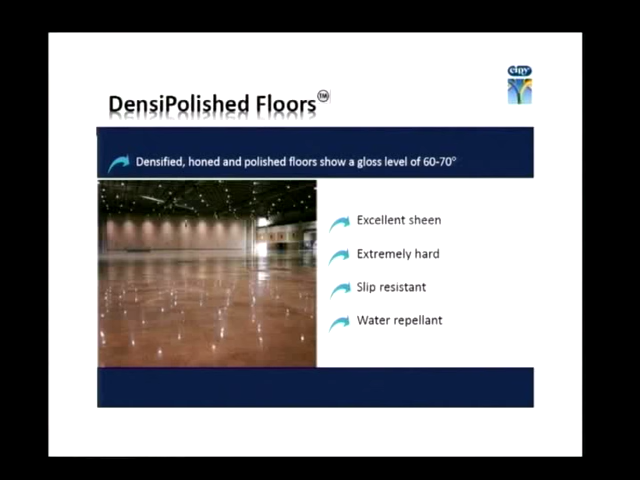 DensiPolished Floors™
Densified, honed and polished floors show a gloss level of 60-70°
Excellent sheen
Extremely hard
Slip resistant
Water repellant